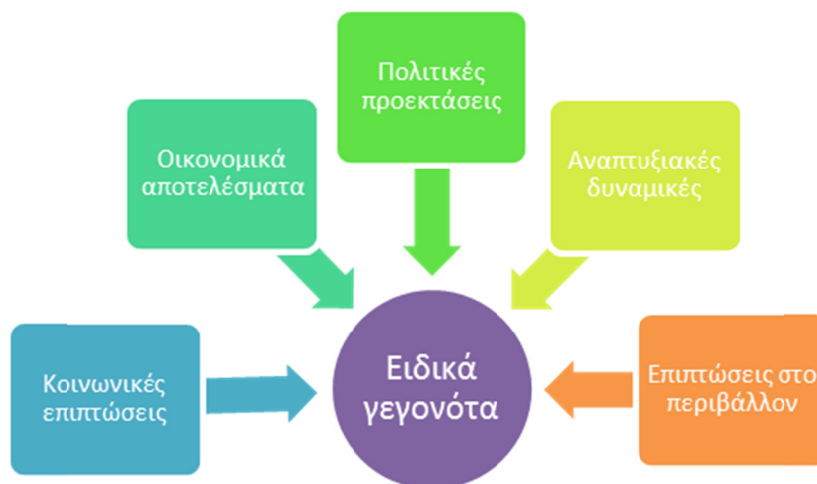 Πολιτικές
προεκτάσεις
Οικονομικά
αποτελέσματα
Αναπτυξιακές
δυναμικές
Κοινωνικές
επιπτώσεις
Ειδικά
γεγονότα
Επιπτώσεις στο
περιβάλλον